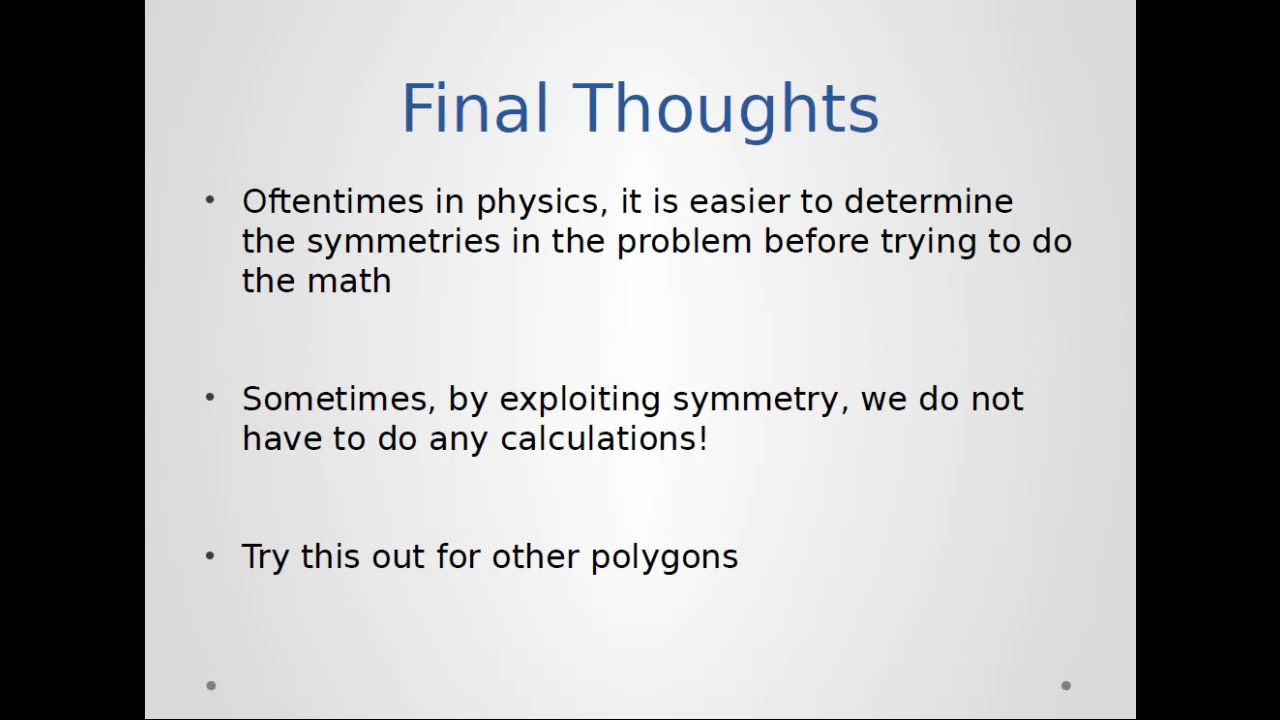 Final Thoughts
• Oftentimes in physics, it is easier to determine
the symmetries in the problem before trying to do
the math
• Sometimes, by exploiting symmetry, we do not
have to do any calculations!
• Try this out for other polygons